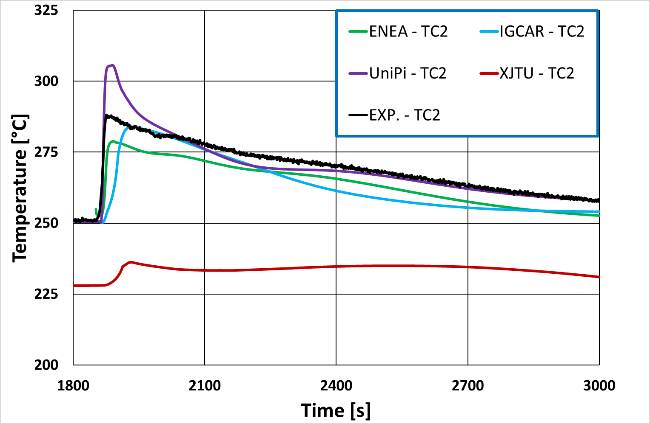 325
300
275
250
225
200
Temperature [°C]
ENEA - TC2
IGCAR - TC2
UniPi - TC2
XJTU - TC2
EXP. - TC2
1800
2100
2400
2700
3000
Time [s]